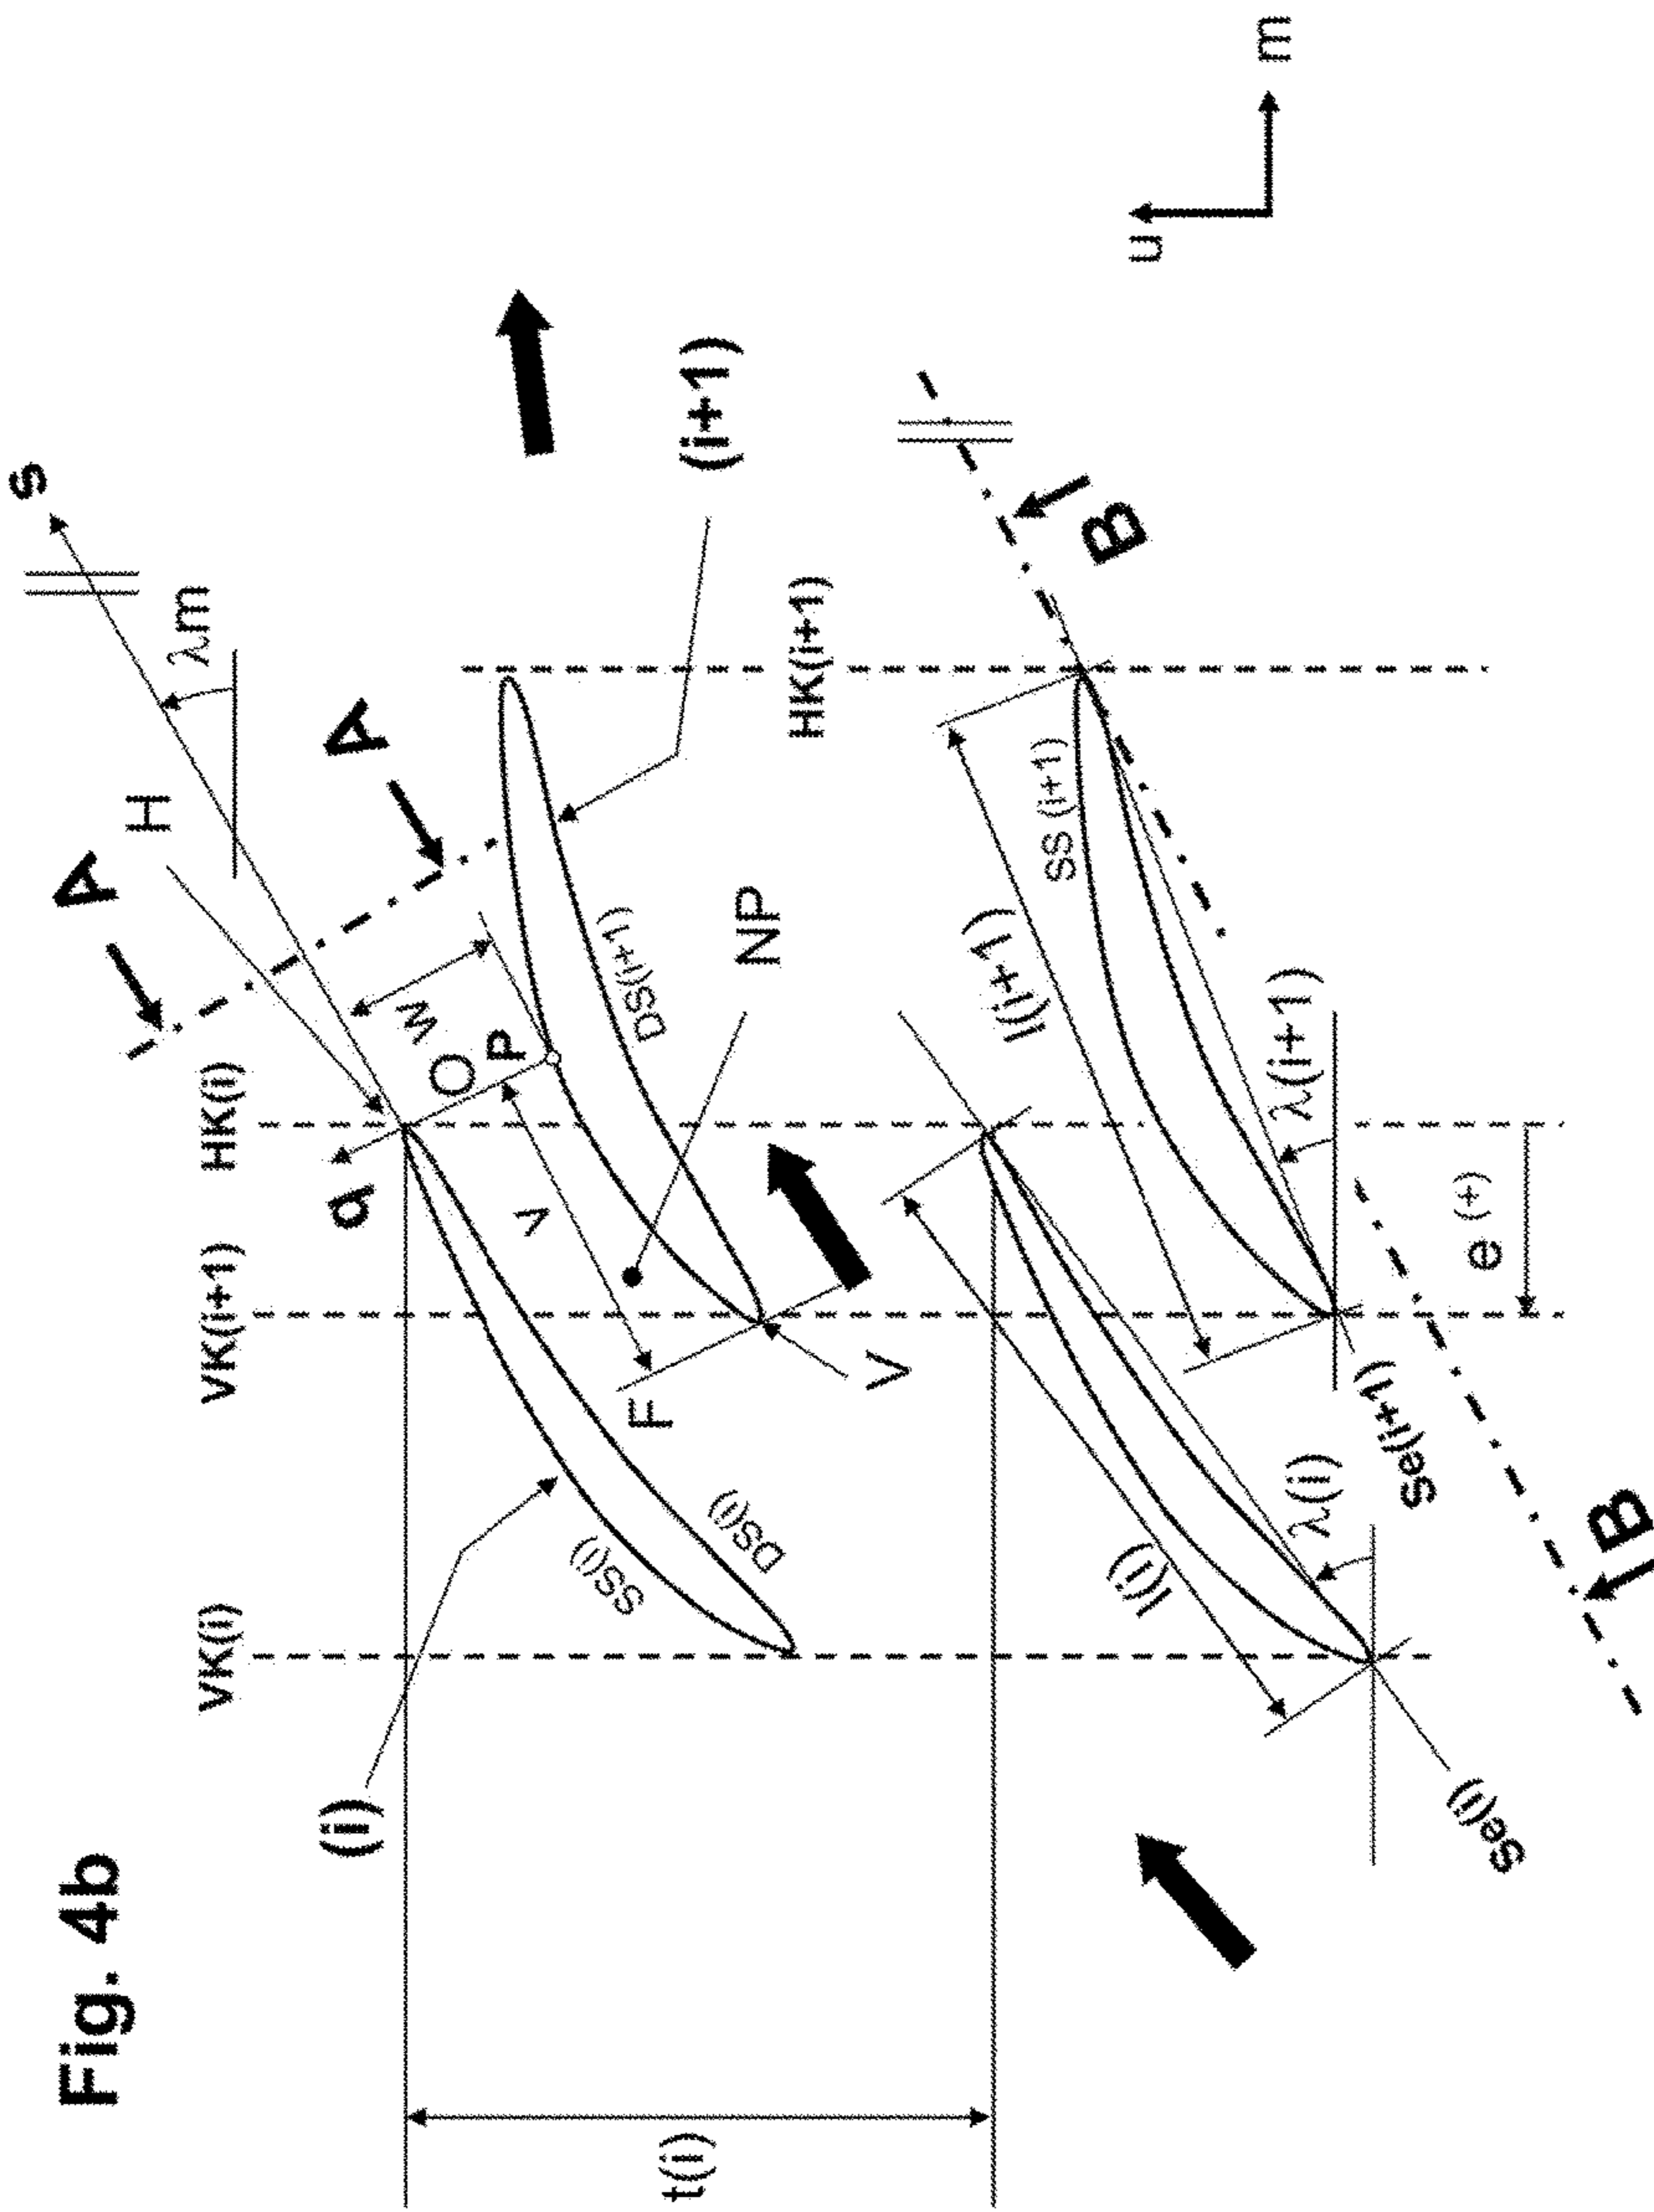 Fig. 4b
VK(i)
VK(i+1)
HK(i)
A
H
A
λm
s
(i)
q
SS(i)
DS(i)
F
v
O
P
w
V
NP
DS(i+1)
(i+1)
HK(i+1)
t(i)
l(i)
l(i+1)
SS (i+1)
B
λ(i)
λ(i+1)
se(i)
se(i+1)
e (+)
B
u
m